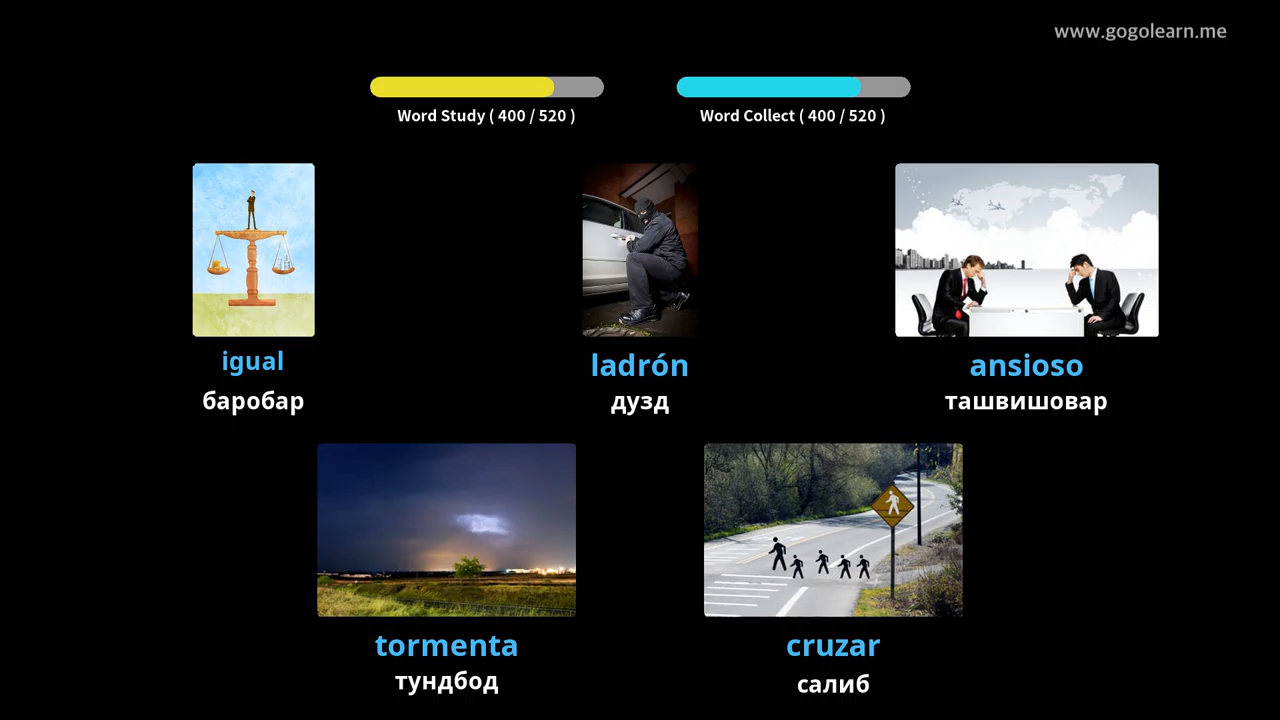 www.gogolearn.me
Word Study ( 400 / 520 )
Word Collect ( 400 / 520 )
igual
баробар
ladrón
дузд
ansioso
ташвишовар
tormenta
тундбод
cruzar
салиб